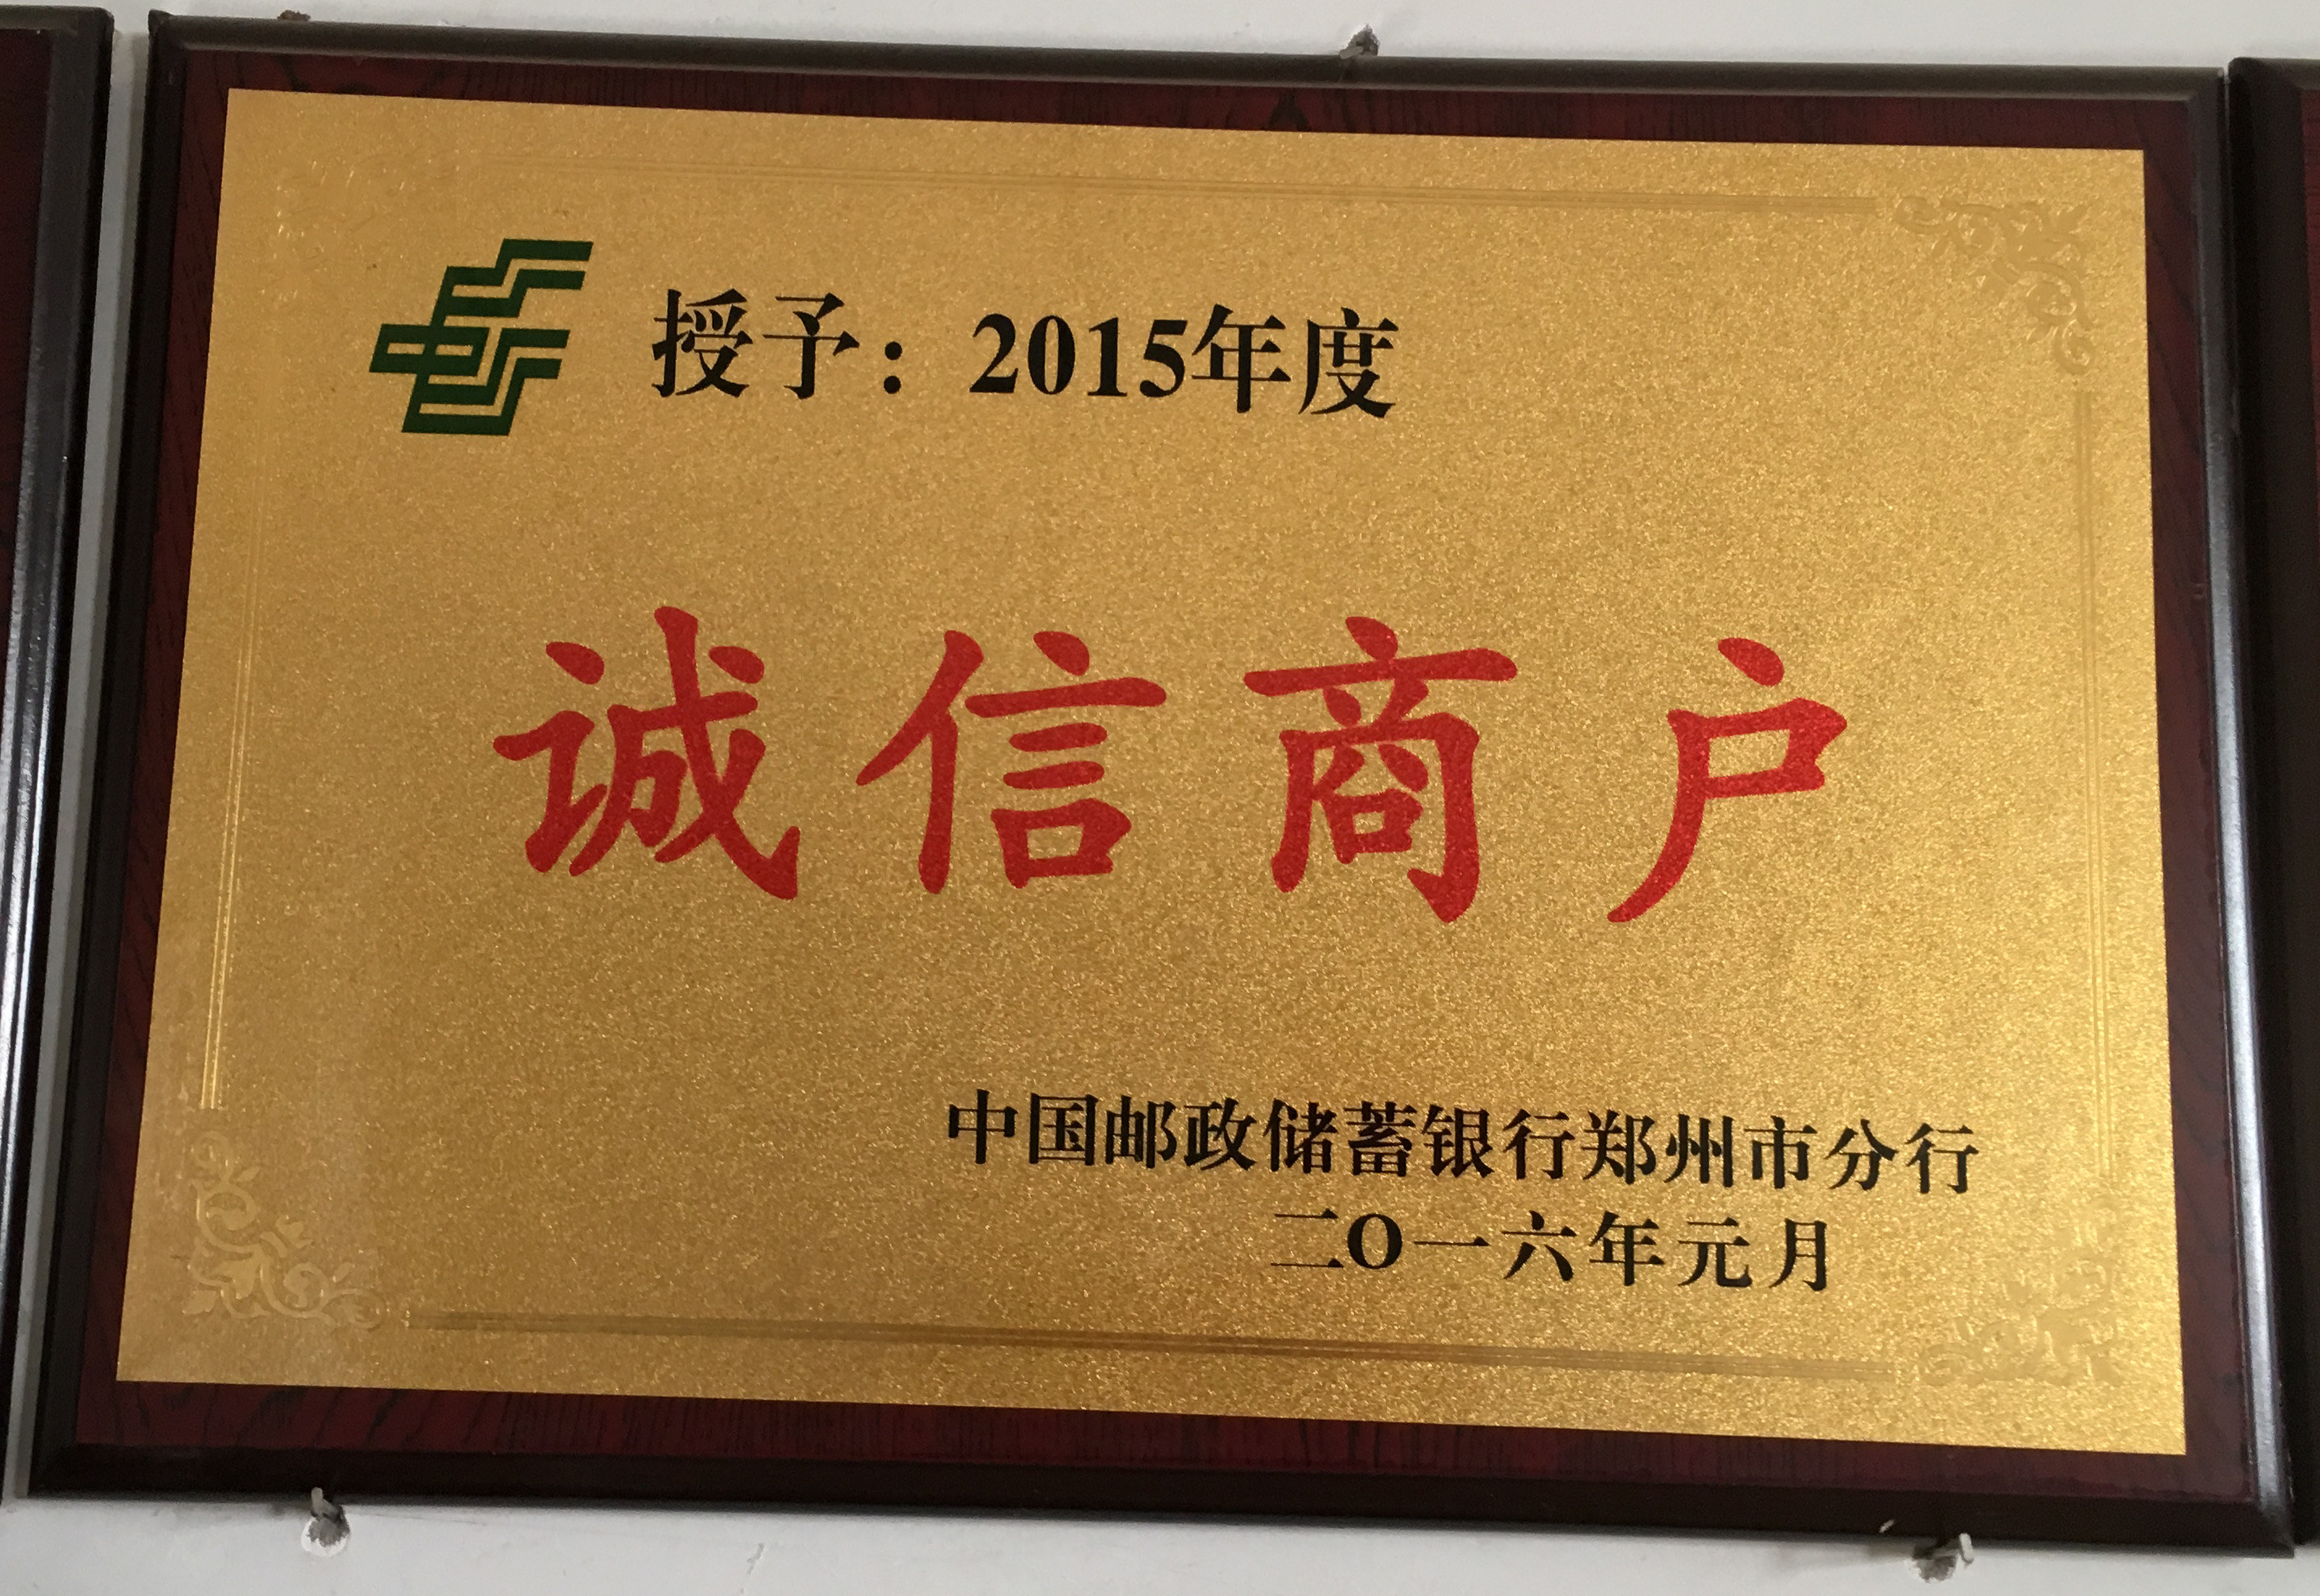 授予：2015年度
诚信商户
中国邮政储蓄银行郑州市分行
二O一六年元月